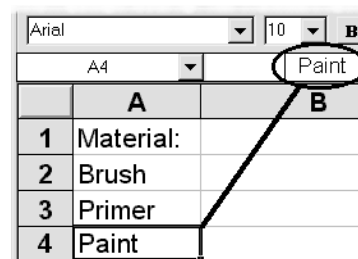 Arial 10 B
A4 Paint
A B
1 Material:
2 Brush
3 Primer
4 Paint